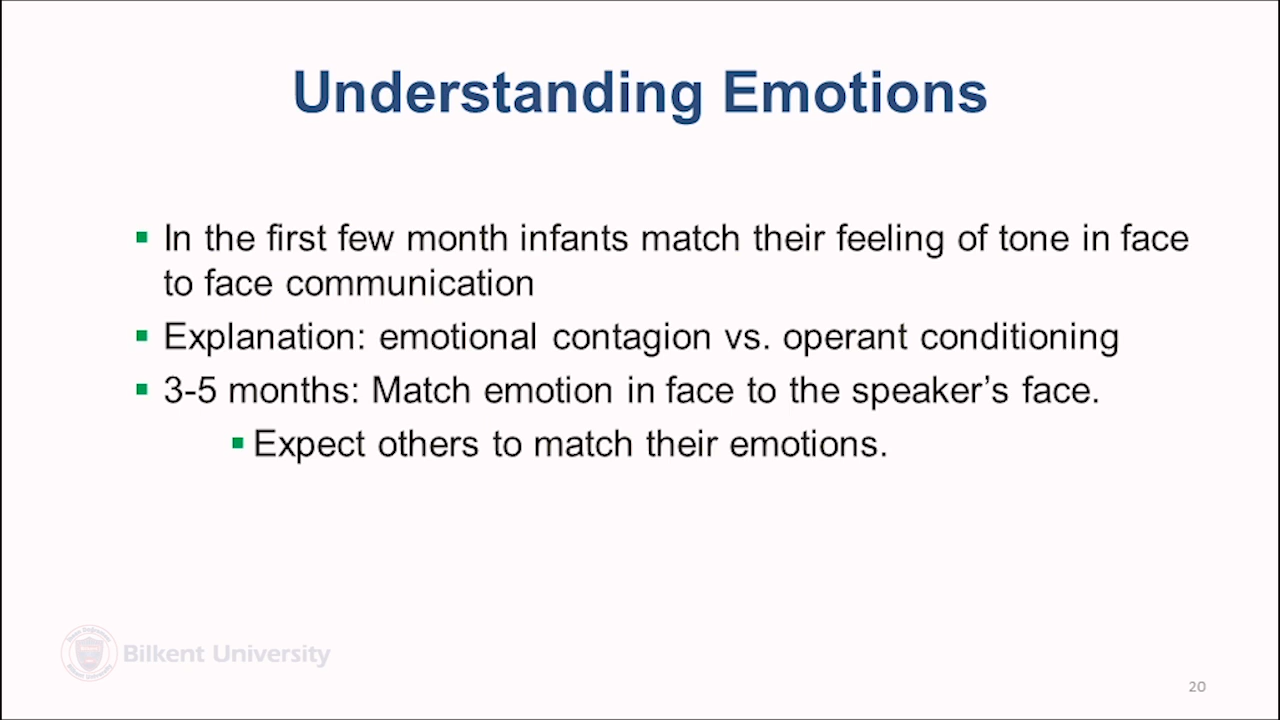 Understanding Emotions
In the first few month infants match their feeling of tone in face
to face communication
Explanation: emotional contagion vs. operant conditioning
3-5 months: Match emotion in face to the speaker’s face.
Expect others to match their emotions.
Bilkent University
20